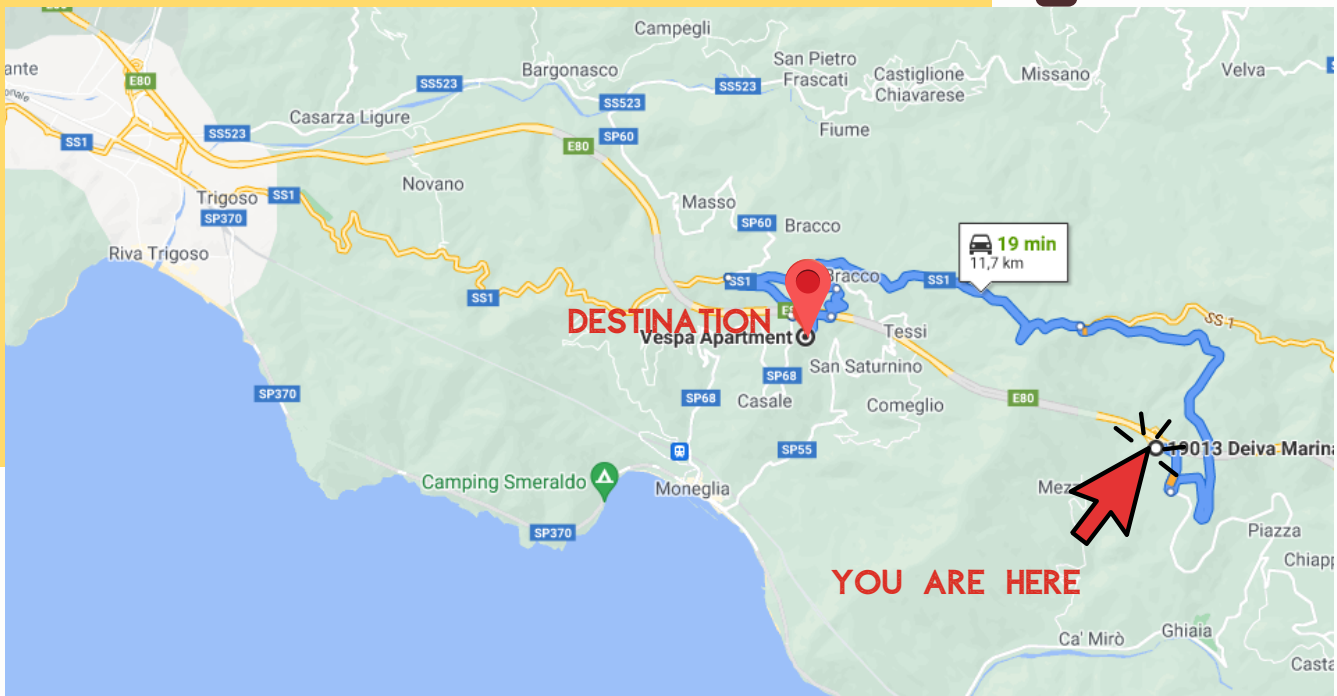 Campegli
San Pietro
Frascati
Bargonasco
Castiglione
Chiavarese
Missano
Velva
ante
E80
SS523
SS523
SS523
Casarza Ligure
SS523
SP60
Fiume
SS1
E80
Novano
Trigoso
SS1
SP370
Masso
SP60
Bracco
Riva Trigoso
19 min
11,7 km
SS1
Bracco
SS1
SS1
DESTINATION
Vespa Apartment
Tessi
SS 1
San Saturnino
SP68
SP370
SP68
Casale
Comeglio
E80
19013 Deiva Marina
SP55
Camping Smeraldo
Moneglia
SP370
Piazza
YOU ARE HERE
Ca' Mirò
Ghiaia